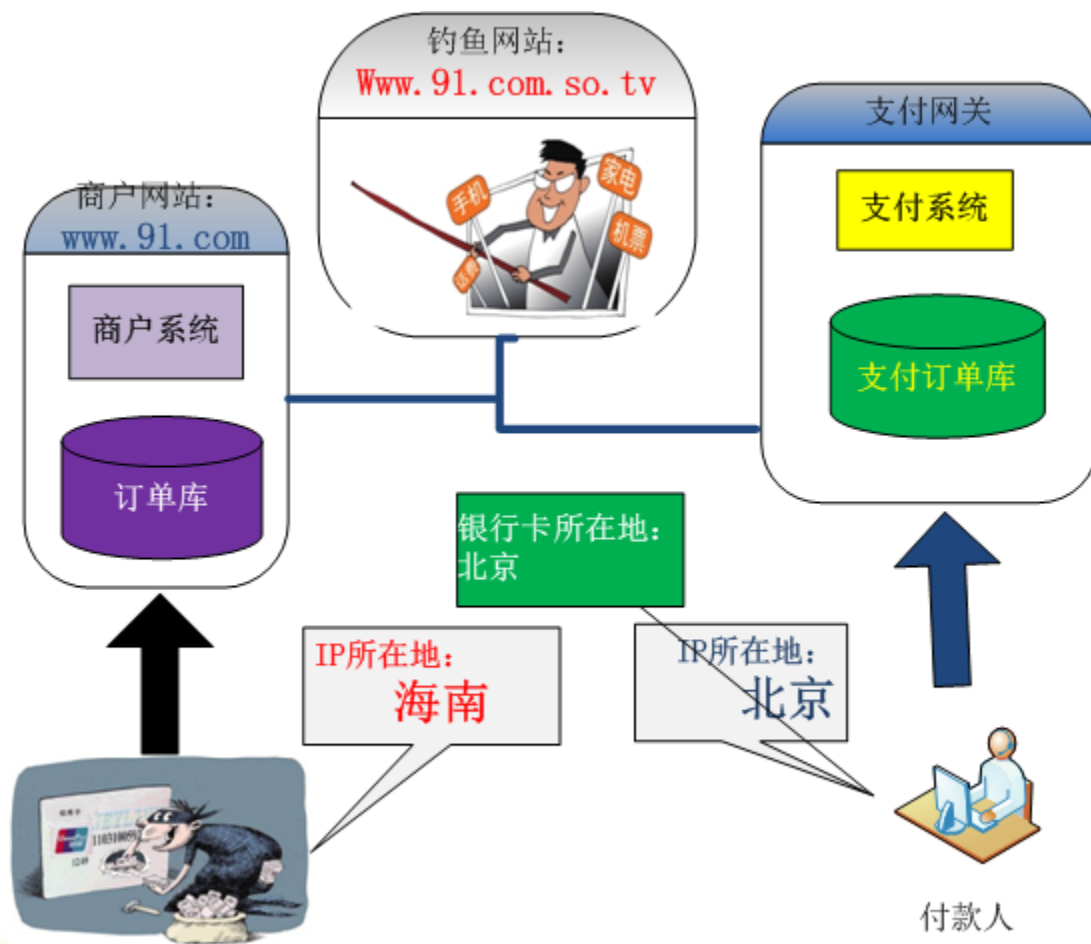 钓鱼网站：
Www.91.com.so.tv
手机
家电
机票
支付网关
支付系统
支付订单库
商户网站：
www.91.com
商户系统
订单库
银行卡所在地：
北京
IP所在地：
海南
IP所在地：
北京
1249
付款人